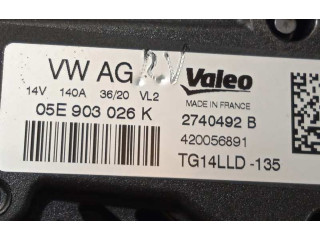 VW AG
Valeo
14V 140A 36/20 VL2
MADE IN FRANCE
05E 903 026 K
2740492 B
420056891
TG14LLD -135